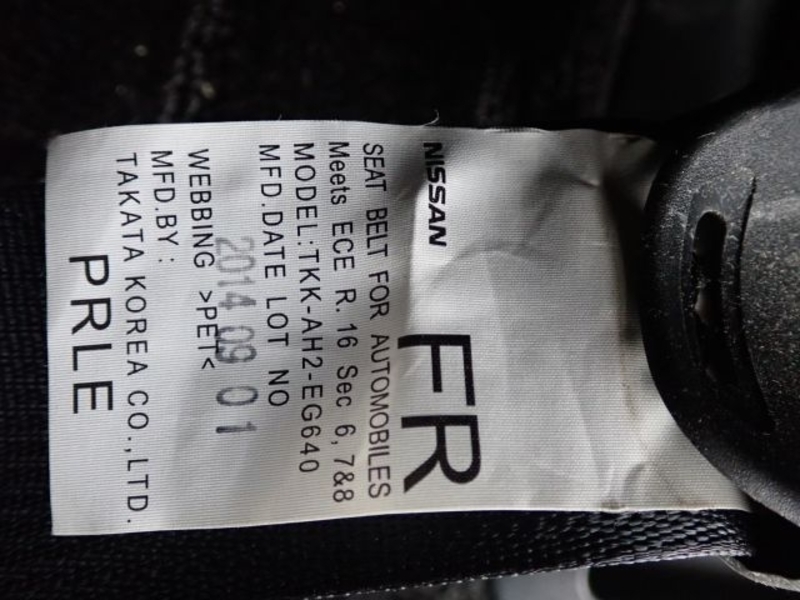 NISSAN FR
SEAT BELT FOR AUTOMOBILES
Meets ECE R. 16 Sec 6,7&8
MODEL:TKK-AH2-EG640
MFD.DATE LOT NO
2014 09 01
WEBBING >PET<
MFD.BY:
TAKATA KOREA CO.,LTD.
PRLE